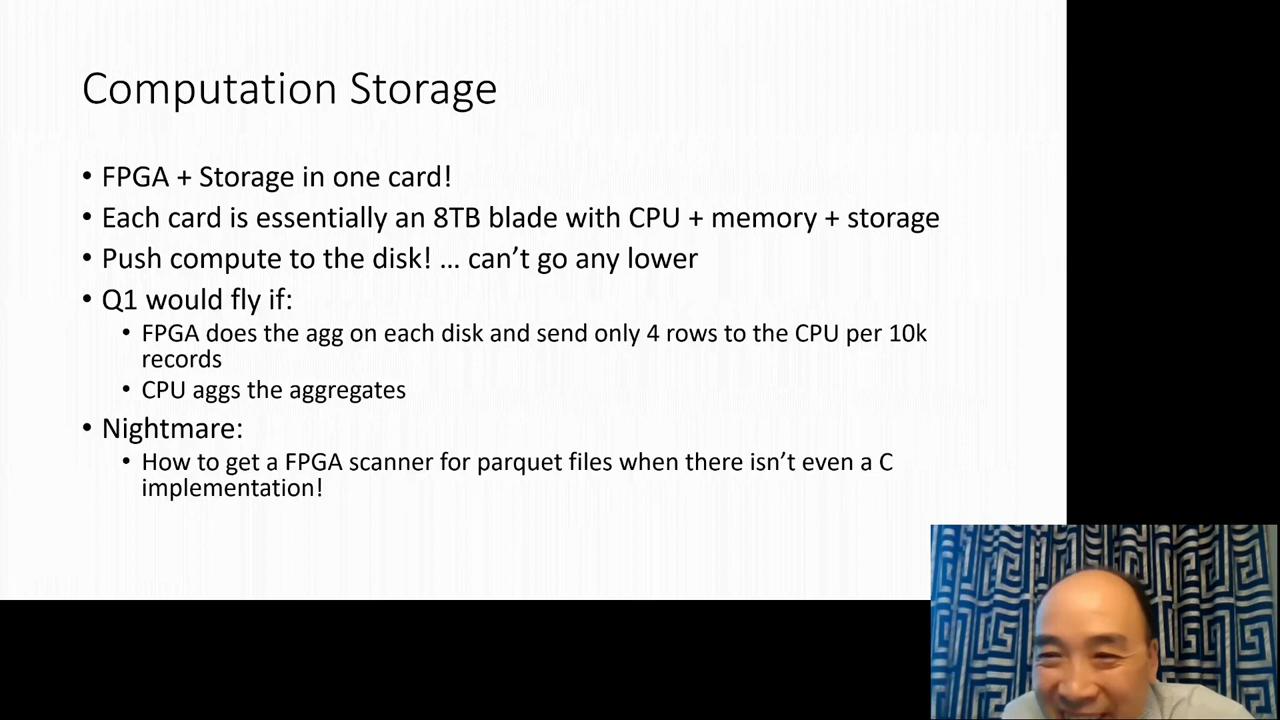 Computation Storage
• FPGA + Storage in one card!
• Each card is essentially an 8TB blade with CPU + memory + storage
• Push compute to the disk! … can’t go any lower
• Q1 would fly if:
• FPGA does the agg on each disk and send only 4 rows to the CPU per 10k
records
• CPU aggs the aggregates
• Nightmare:
• How to get a FPGA scanner for parquet files when there isn’t even a C
implementation!